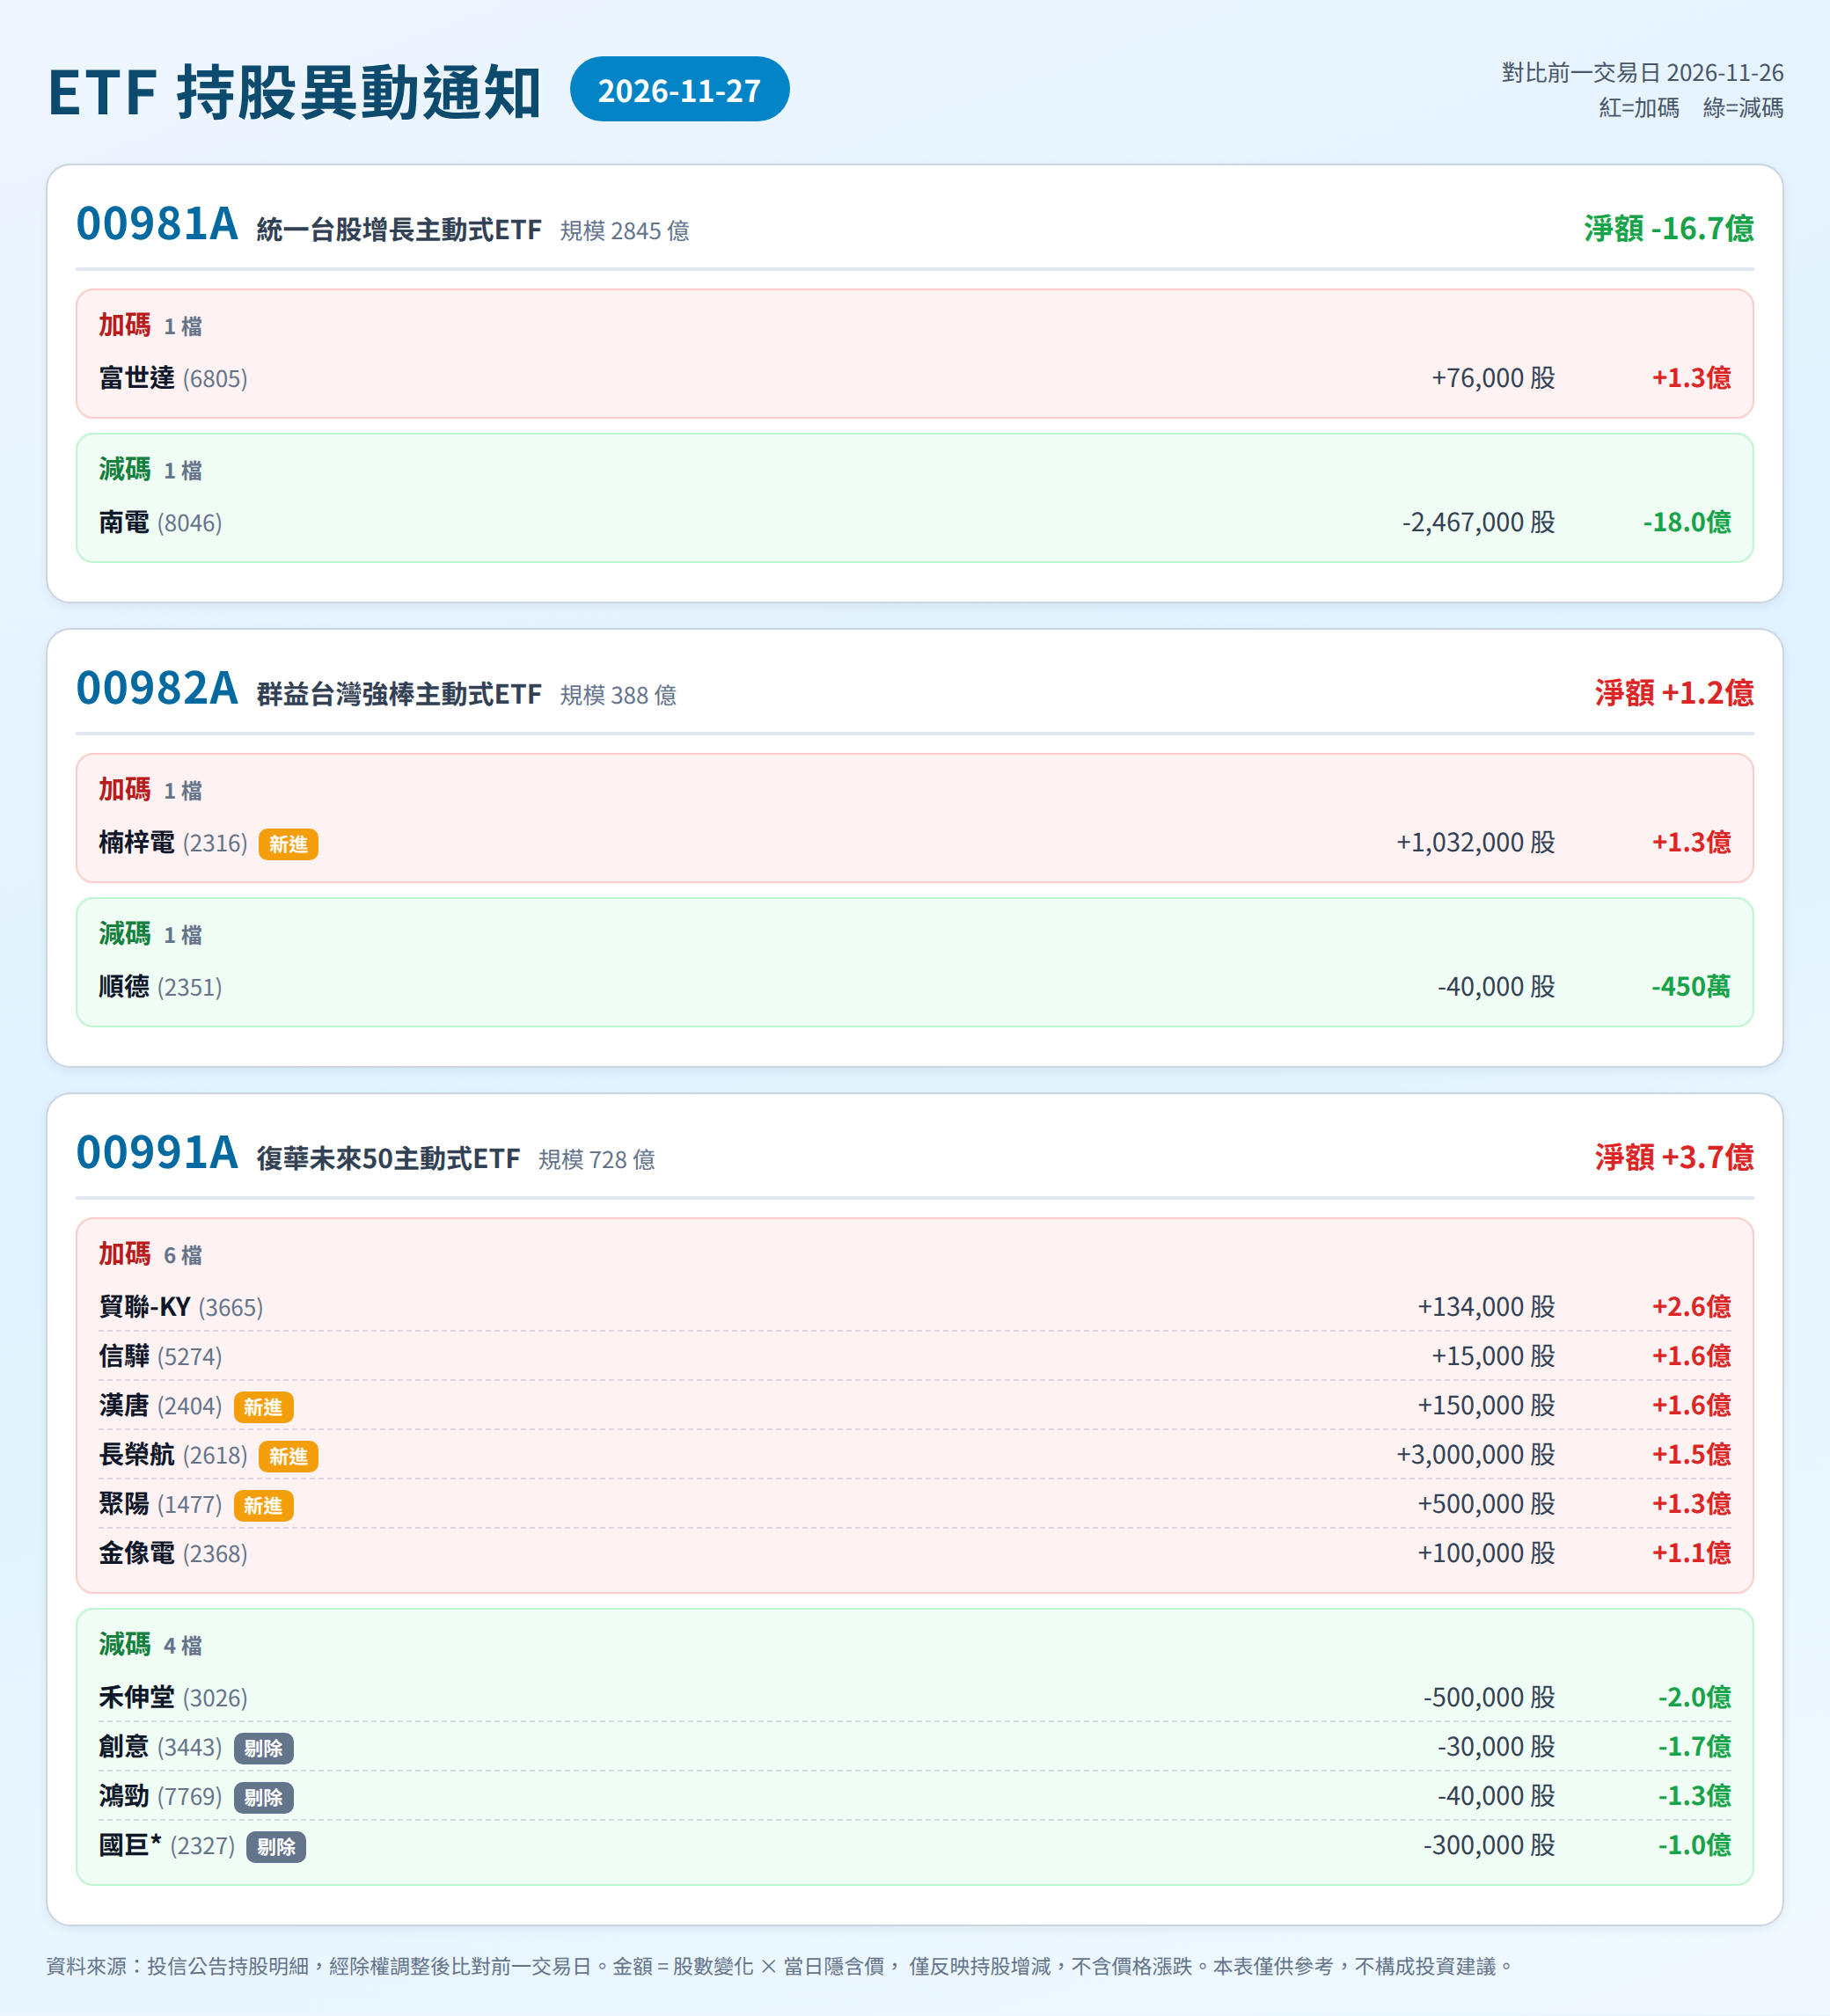 ETF 持股異動通知 2026-11-27
對比前一交易日 2026-11-26
紅=加碼 綠=減碼
00981A 統一台股增長主動式ETF 規模 2845 億 淨額 -16.7億
加碼 1 檔
富世達 (6805) +76,000 股 +1.3億
減碼 1 檔
南電 (8046) -2,467,000 股 -18.0億
00982A 群益台灣強棒主動式ETF 規模 388 億 淨額 +1.2億
加碼 1 檔
楠梓電 (2316) 新進 +1,032,000 股 +1.3億
減碼 1 檔
順德 (2351) -40,000 股 -450萬
00991A 復華未來50主動式ETF 規模 728 億 淨額 +3.7億
加碼 6 檔
貿聯-KY (3665) +134,000 股 +2.6億
信驊 (5274) +15,000 股 +1.6億
漢唐 (2404) 新進 +150,000 股 +1.6億
長榮航 (2618) 新進 +3,000,000 股 +1.5億
聚陽 (1477) 新進 +500,000 股 +1.3億
金像電 (2368) +100,000 股 +1.1億
減碼 4 檔
禾伸堂 (3026) -500,000 股 -2.0億
創意 (3443) 剔除 -30,000 股 -1.7億
鴻勁 (7769) 剔除 -40,000 股 -1.3億
國巨* (2327) 剔除 -300,000 股 -1.0億
資料來源：投信公告持股明細，經除權調整後比對前一交易日。金額 = 股數變化 × 當日隱含價， 僅反映持股增減，不含價格漲跌。本表僅供參考，不構成投資建議。